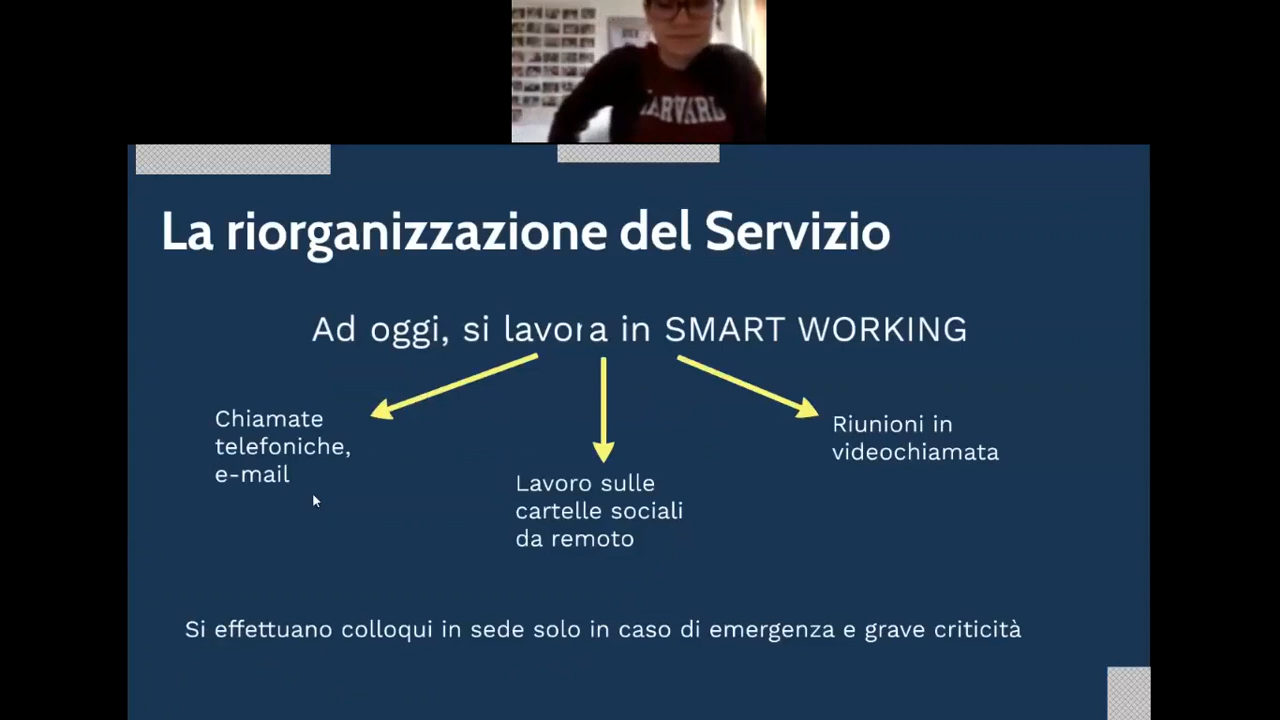 HARVARD
La riorganizzazione del Servizio
Ad oggi, si lavora in SMART WORKING
Chiamate
telefoniche,
e-mail
Lavoro sulle
cartelle sociali
da remoto
Riunioni in
videochiamata
Si effettuano colloqui in sede solo in caso di emergenza e grave criticità